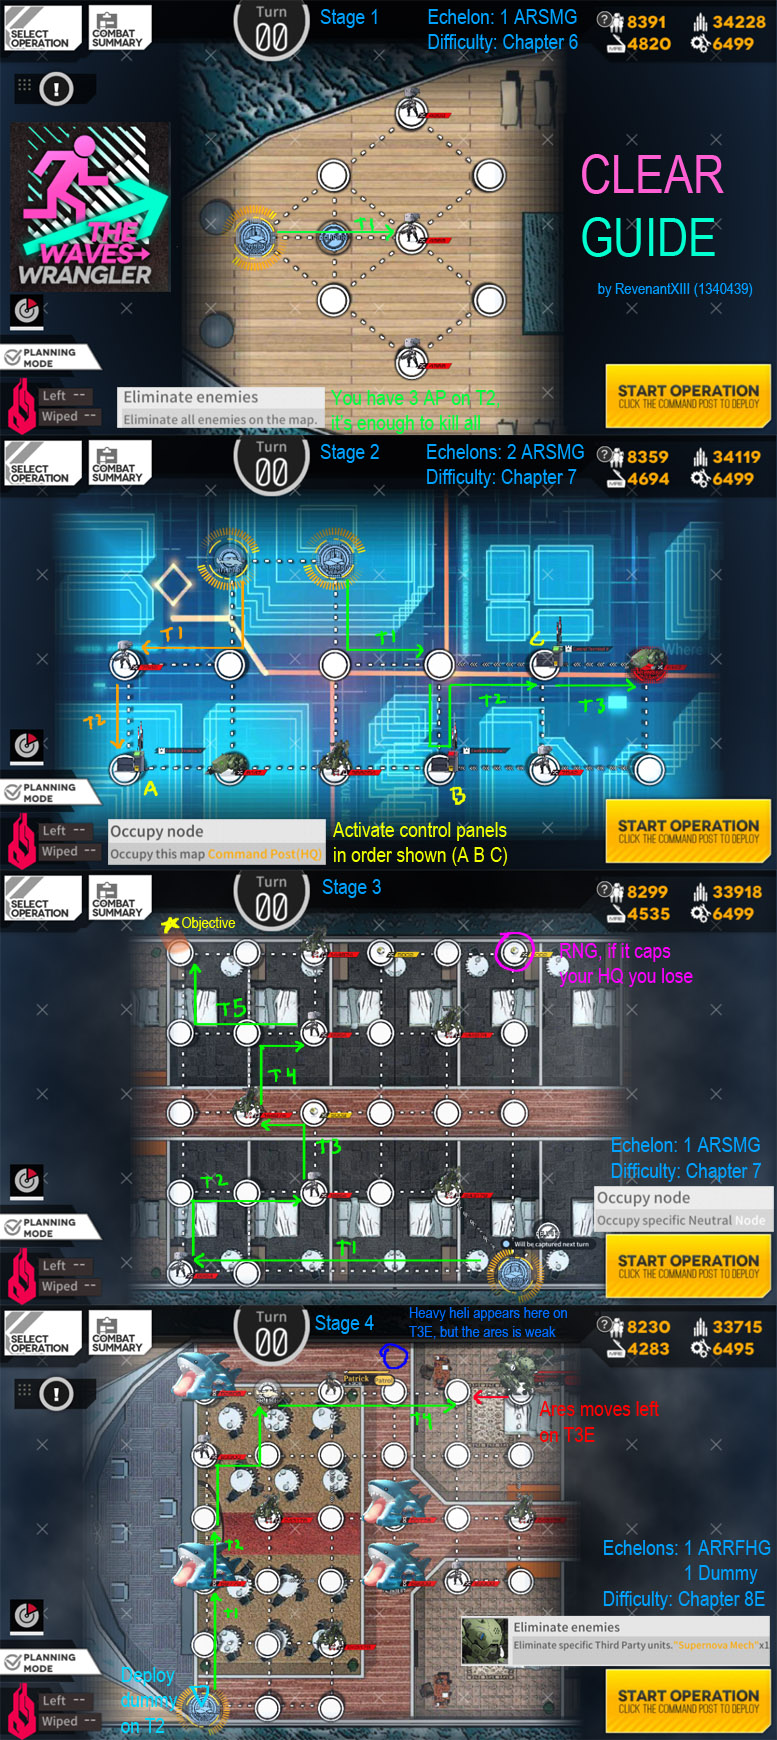 SELECT
OPERATION
COMBAT
SUMMARY
Turn
00
Stage 1
Echelon: 1 ARSMG
Difficulty: Chapter 6
8391
34228
4820
6499
THE
WAVES
WRANGLER
T1
CLEAR
GUIDE
by RevenantXIII (1340439)
PLANNING
MODE
Left --
Wiped --
Eliminate enemies
Eliminate all enemies on the map.
You have 3 AP on T2,
it's enough to kill all
START OPERATION
CLICK THE COMMAND POST TO DEPLOY
SELECT
OPERATION
COMBAT
SUMMARY
Turn
00
Stage 2
Echelons: 2 ARSMG
Difficulty: Chapter 7
8359
34119
4694
6499
T1
T1
C
Where
T2
T2
T3
A
B
PLANNING
MODE
Left --
Wiped --
Occupy node
Occupy this map Command Post(HQ)
Activate control panels
in order shown (A B C)
START OPERATION
CLICK THE COMMAND POST TO DEPLOY
SELECT
OPERATION
COMBAT
SUMMARY
Turn
00
Stage 3
8299
33918
4535
6499
Objective
RNG, if it caps
your HQ you lose
T5
T4
T3
T2
T1
Will be captured next turn
Echelon: 1 ARSMG
Difficulty: Chapter 7
Occupy node
Occupy specific Neutral Node
PLANNING
MODE
Left --
Wiped --
START OPERATION
CLICK THE COMMAND POST TO DEPLOY
SELECT
OPERATION
COMBAT
SUMMARY
Turn
00
Stage 4
Heavy heli appears here on
T3E, but the ares is weak
8230
33715
4283
6495
Patrick
Patrol
T4
Ares moves left
on T3E
T2
T1
Echelons: 1 ARRFHG
1 Dummy
Difficulty: Chapter 8E
Eliminate enemies
Eliminate specific Third Party units."Supernova Mech"x1
PLANNING
MODE
Left --
Wiped --
Deploy
dummy
on T2
START OPERATION
CLICK THE COMMAND POST TO DEPLOY